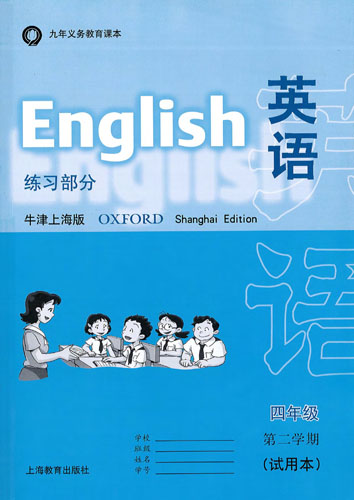 九年义务教育课本
English
英语
练习部分
牛津上海版 OXFORD Shanghai Edition
四年级
第二学期
(试用本)
学校
班级
姓名
学号
上海教育出版社